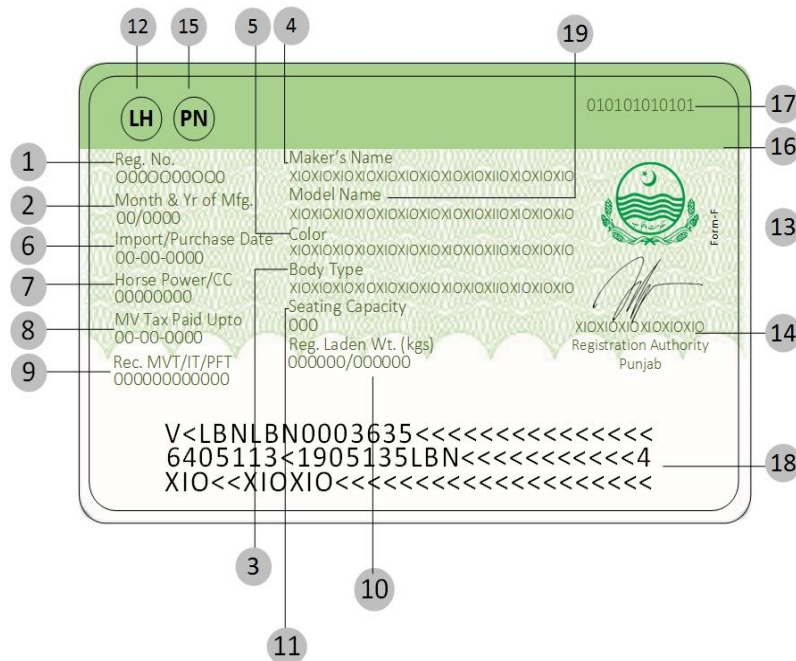 12 15 5 4 19
LH PN
010101010101 17
16
1 Reg. No.
OOOOOOOOOO
2 Month & Yr of Mfg.
00/0000
6 Import/Purchase Date
00-00-0000
7 Horse Power/CC
00000000
8 MV Tax Paid Upto
00-00-0000
9 Rec. MVT/IT/PFT
000000000000
Maker's Name
XIOXIOXIOXIOXIOXIOXIOXIOXIIOXIOXIOXIO
Model Name
XIOXIOXIOXIOXIOXIOXIOXIOXIIOXIOXIOXIO
Color
XIOXIOXIOXIOXIOXIOXIOXIOXIIOXIOXIOXIO
Body Type
XIOXIOXIOXIOXIOXIOXIOXIOXIIOXIOXIOXIO
Seating Capacity
000
Reg. Laden Wt. (kgs)
000000/000000
Form-F
13
XIOXIOXIOXIOXIOXIO 14
Registration Authority
Punjab
V<LBNLBN0003635<<<<<<<<<<<<<<<
6405113<1905135LBN<<<<<<<<<<<4 18
XIO<<XIOXIO<<<<<<<<<<<<<<<<<<<
3 10
11